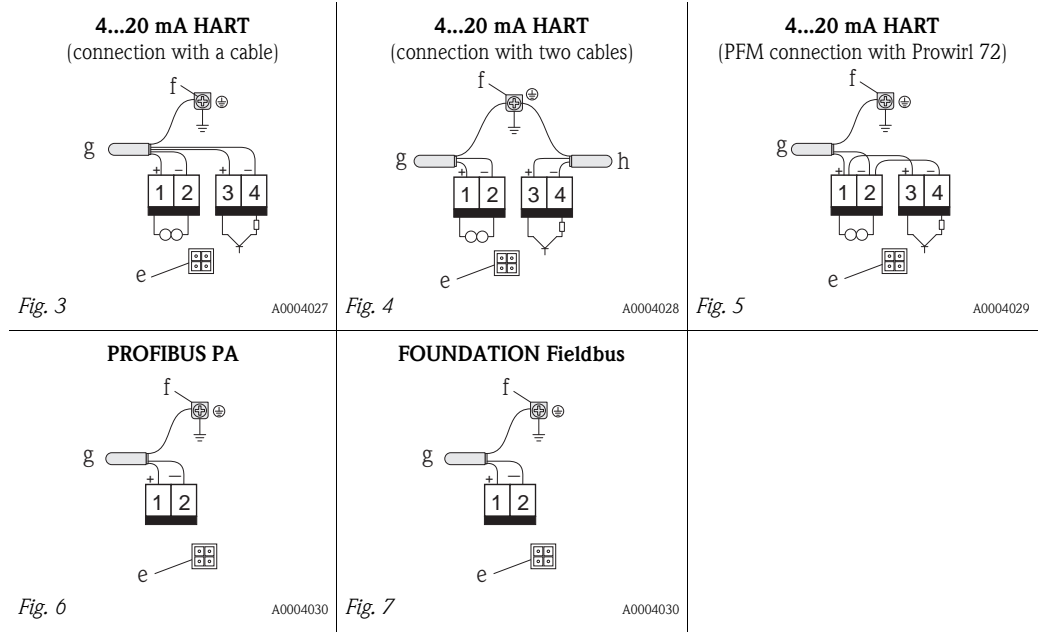 4...20 mA HART
(connection with a cable)
f
g
+ –
+ –
1 2 3 4
e
Fig. 3
A0004027
4...20 mA HART
(connection with two cables)
f
g
h
+ –
+ –
1 2 3 4
e
Fig. 4
A0004028
4...20 mA HART
(PFM connection with Prowirl 72)
f
g
+ –
+ –
1 2 3 4
e
Fig. 5
A0004029
PROFIBUS PA
f
g
+ –
1 2
e
Fig. 6
A0004030
FOUNDATION Fieldbus
f
g
+ –
1 2
e
Fig. 7
A0004030